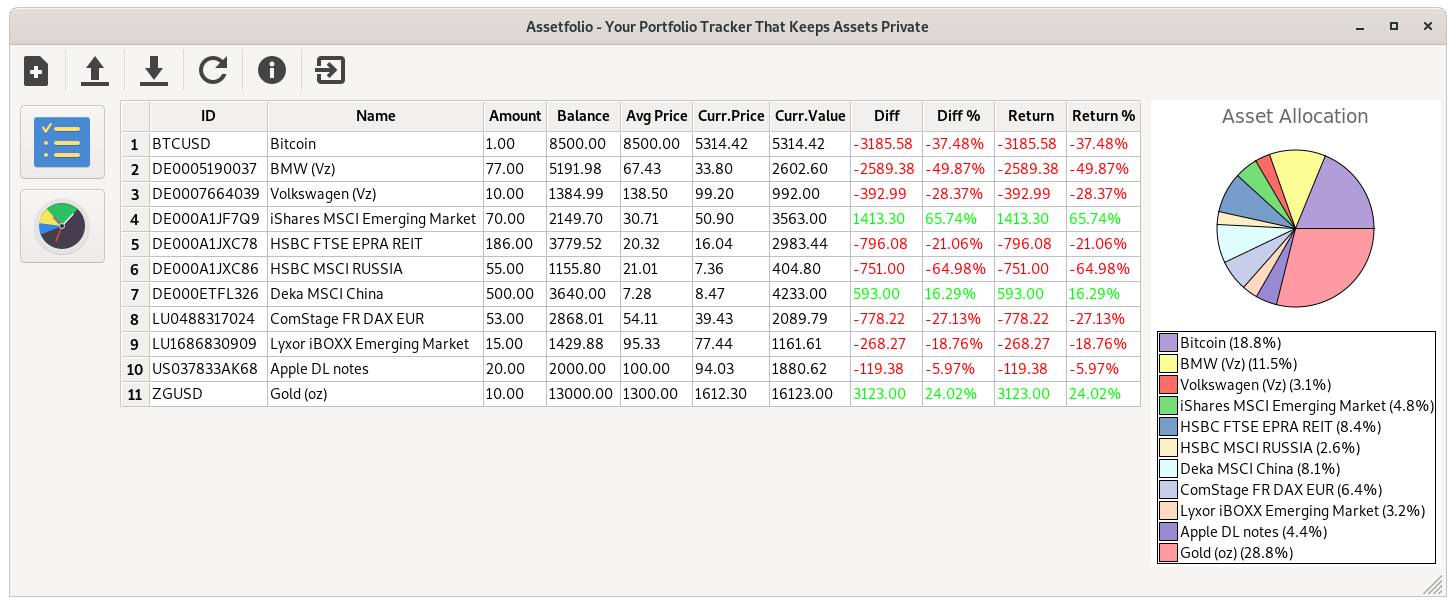 Assetfolio - Your Portfolio Tracker That Keeps Assets Private
ID Name Amount Balance Avg Price Curr.Price Curr.Value Diff Diff % Return Return %
1 BTCUSD Bitcoin 1.00 8500.00 8500.00 5314.42 5314.42 -3185.58 -37.48% -3185.58 -37.48%
2 DE0005190037 BMW (Vz) 77.00 5191.98 67.43 33.80 2602.60 -2589.38 -49.87% -2589.38 -49.87%
3 DE0007664039 Volkswagen (Vz) 10.00 1384.99 138.50 99.20 992.00 -392.99 -28.37% -392.99 -28.37%
4 DE000A1JF7Q9 iShares MSCI Emerging Market 70.00 2149.70 30.71 50.90 3563.00 1413.30 65.74% 1413.30 65.74%
5 DE000A1JXC78 HSBC FTSE EPRA REIT 186.00 3779.52 20.32 16.04 2983.44 -796.08 -21.06% -796.08 -21.06%
6 DE000A1JXC86 HSBC MSCI RUSSIA 55.00 1155.80 21.01 7.36 404.80 -751.00 -64.98% -751.00 -64.98%
7 DE000ETFL326 Deka MSCI China 500.00 3640.00 7.28 8.47 4233.00 593.00 16.29% 593.00 16.29%
8 LU0488317024 ComStage FR DAX EUR 53.00 2868.01 54.11 39.43 2089.79 -778.22 -27.13% -778.22 -27.13%
9 LU1686830909 Lyxor iBOXX Emerging Market 15.00 1429.88 95.33 77.44 1161.61 -268.27 -18.76% -268.27 -18.76%
10 US037833AK68 Apple DL notes 20.00 2000.00 100.00 94.03 1880.62 -119.38 -5.97% -119.38 -5.97%
11 ZGUSD Gold (oz) 10.00 13000.00 1300.00 1612.30 16123.00 3123.00 24.02% 3123.00 24.02%
Asset Allocation
Bitcoin (18.8%)
BMW (Vz) (11.5%)
Volkswagen (Vz) (3.1%)
iShares MSCI Emerging Market (4.8%)
HSBC FTSE EPRA REIT (8.4%)
HSBC MSCI RUSSIA (2.6%)
Deka MSCI China (8.1%)
ComStage FR DAX EUR (6.4%)
Lyxor iBOXX Emerging Market (3.2%)
Apple DL notes (4.4%)
Gold (oz) (28.8%)